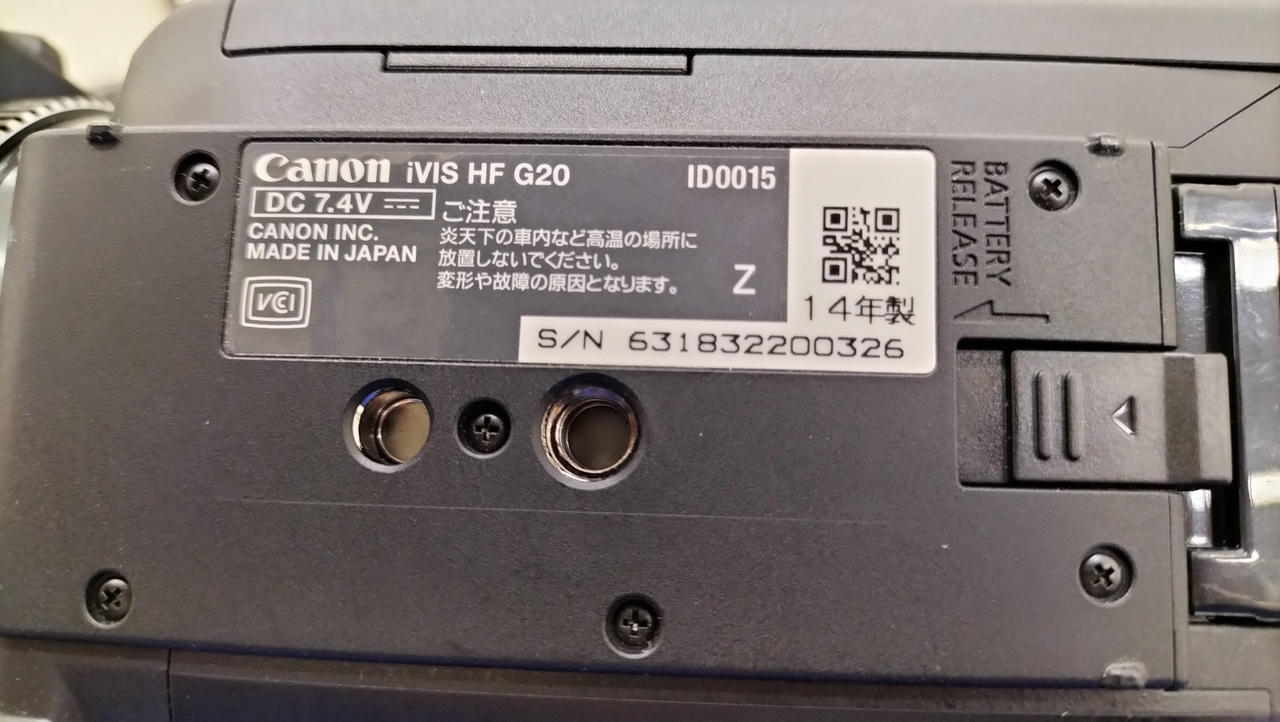 Canon iVIS HF G20 ID0015
DC 7.4V
CANON INC.
MADE IN JAPAN
VCCI
ご注意
炎天下の車内など高温の場所に
放置しないでください。
変形や故障の原因となります。
Z
14年製
S/N 631832200326
BATTERY
RELEASE